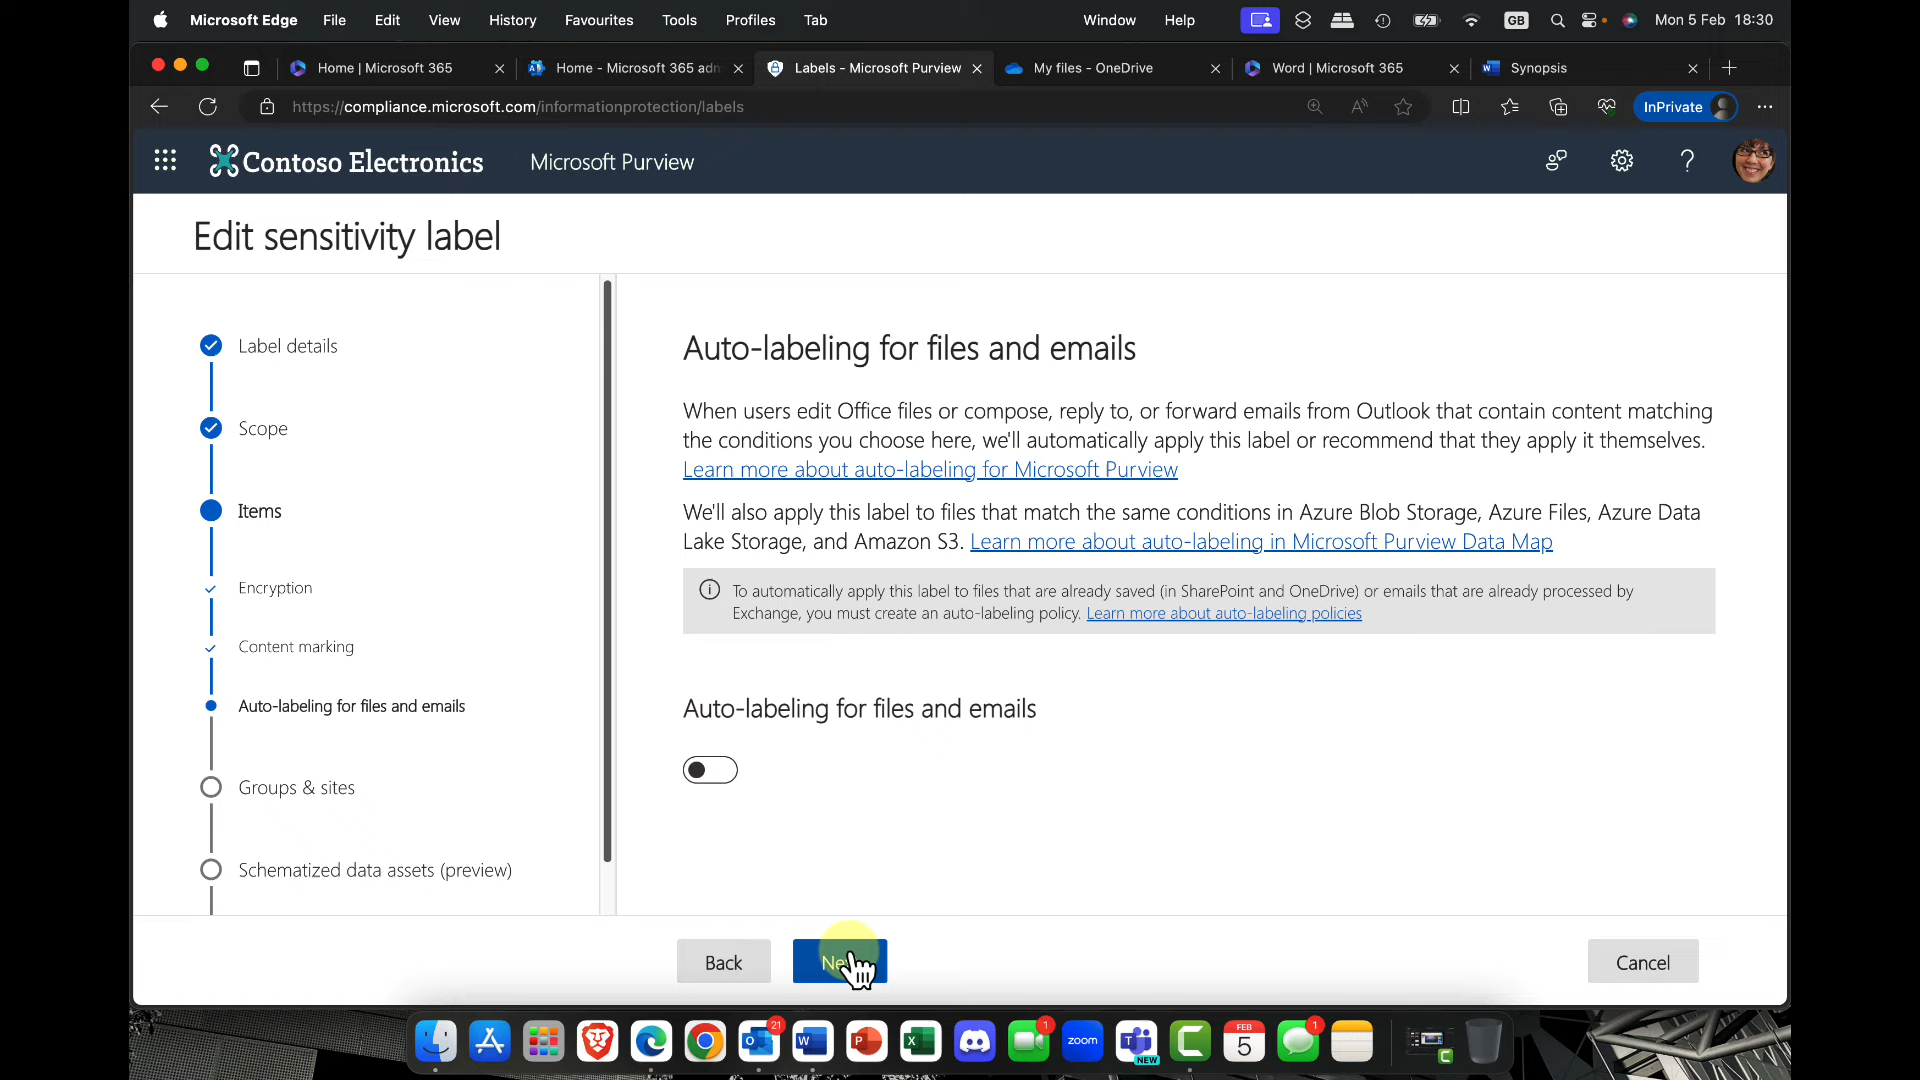 Microsoft Edge File Edit View History Favourites Tools Profiles Tab Window Help GB Mon 5 Feb 18:30
Home | Microsoft 365
Home - Microsoft 365 adm
Labels - Microsoft Purview
My files - OneDrive
Word | Microsoft 365
Synopsis
https://compliance.microsoft.com/informationprotection/labels
InPrivate
Contoso Electronics
Microsoft Purview
Edit sensitivity label
Label details
Scope
Items
Encryption
Content marking
Auto-labeling for files and emails
Groups & sites
Schematized data assets (preview)
Auto-labeling for files and emails
When users edit Office files or compose, reply to, or forward emails from Outlook that contain content matching
the conditions you choose here, we'll automatically apply this label or recommend that they apply it themselves.
Learn more about auto-labeling for Microsoft Purview
We'll also apply this label to files that match the same conditions in Azure Blob Storage, Azure Files, Azure Data
Lake Storage, and Amazon S3. Learn more about auto-labeling in Microsoft Purview Data Map
To automatically apply this label to files that are already saved (in SharePoint and OneDrive) or emails that are already processed by
Exchange, you must create an auto-labeling policy. Learn more about auto-labeling policies
Auto-labeling for files and emails
Back
Cancel
21
1
zoom
NEW
FEB
5
1